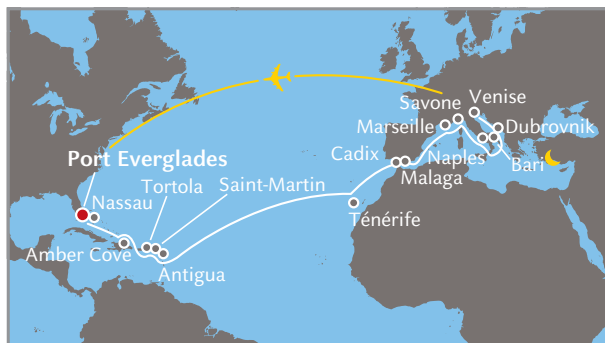 Savone
Venise
Marseille
Dubrovnik
Port Everglades
Cadix
Naples
Bari
Malaga
Tortola
Saint-Martin
Nassau
Ténérife
Amber Cove
Antigua